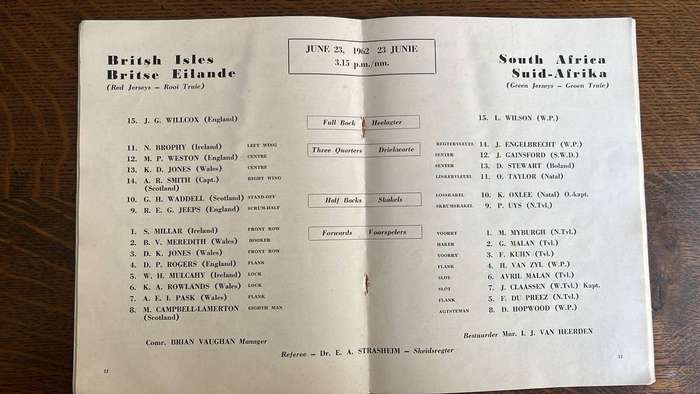 Britsh Isles
Britse Eilande
(Red Jerseys – Rooi Truie)
JUNE 23, 1962 23 JUNIE
3.15 p.m./nm.
South Africa
Suid-Afrika
(Green Jerseys – Groen Truie)
15. J. G. WILLCOX (England)
Full Back Heelagter
15. L. WILSON (W.P.)
11. N. BROPHY (Ireland) LEFT WING
12. M. P. WESTON (England) CENTRE
13. K. D. JONES (Wales) CENTRE
14. A. R. SMITH (Capt.) RIGHT WING
(Scotland)
Three Quarters Driekwarte
REGTERVLEUEL 14. J. ENGELBRECHT (W.P.)
SENTER 12. J. GAINSFORD (S.W.D.)
SENTER 13. D. STEWART (Boland)
LINKERVLEUEL 11. O. TAYLOR (Natal)
10. G. H. WADDELL (Scotland) STAND-OFF
9. R. E. G. JEEPS (England) SCRUM-HALF
Half Backs Skakels
LOSSKAKEL 10. K. OXLEE (Natal) O.-kapt.
SKRUMSKAKEL 9. P. UYS (N.Tvl.)
1. S. MILLAR (Ireland) FRONT ROW
2. B. V. MEREDITH (Wales) HOOKER
3. D. K. JONES (Wales) FRONT ROW
4. D. P. ROGERS (England) FLANK
5. W. H. MULCAHY (Ireland) LOCK
6. K. A. ROWLANDS (Wales) LOCK
7. A. E. I. PASK (Wales) FLANK
8. M. CAMPBELL-LAMERTON EIGHTH MAN
(Scotland)
Forwards Voorspelers
VOORRY 1. M. MYBURGH (N.Tvl.)
HAKER 2. G. MALAN (Tvl.)
VOORRY 3. F. KUHN (Tvl.)
FLANK 4. H. VAN ZYL (W.P.)
SLOT 6. AVRIL MALAN (Tvl.)
SLOT 7. J. CLAASSEN (W.Tvl.) Kapt.
FLANK 5. F. DU PREEZ (N.Tvl.)
AGTSTEMAN 8. D. HOPWOOD (W.P.)
Comr. BRIAN VAUGHAN Manager
Bestuurder Mnr. I. J. VAN HEERDEN
Referee – Dr. E. A. STRASHEIM – Skeidsregter